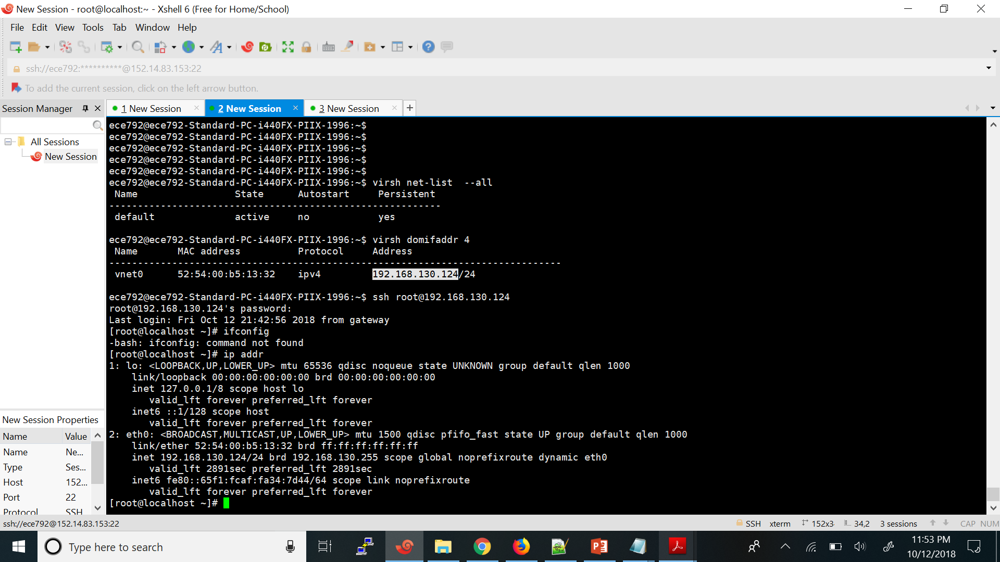 New Session - root@localhost:~ - Xshell 6 (Free for Home/School)
File Edit View Tools Tab Window Help
ssh://ece792:**********@152.14.83.153:22
To add the current session, click on the left arrow button.
Session Manager
1 New Session
2 New Session
3 New Session
All Sessions
New Session
ece792@ece792-Standard-PC-i440FX-PIIX-1996:~$
ece792@ece792-Standard-PC-i440FX-PIIX-1996:~$
ece792@ece792-Standard-PC-i440FX-PIIX-1996:~$
ece792@ece792-Standard-PC-i440FX-PIIX-1996:~$
ece792@ece792-Standard-PC-i440FX-PIIX-1996:~$
ece792@ece792-Standard-PC-i440FX-PIIX-1996:~$ virsh net-list  --all
 Name                 State      Autostart     Persistent
----------------------------------------------------------
 default              active     no            yes
ece792@ece792-Standard-PC-i440FX-PIIX-1996:~$ virsh domifaddr 4
 Name       MAC address          Protocol     Address
-------------------------------------------------------------------------------
 vnet0      52:54:00:b5:13:32    ipv4         192.168.130.124/24
ece792@ece792-Standard-PC-i440FX-PIIX-1996:~$ ssh root@192.168.130.124
root@192.168.130.124's password:
Last login: Fri Oct 12 21:42:56 2018 from gateway
[root@localhost ~]# ifconfig
-bash: ifconfig: command not found
[root@localhost ~]# ip addr
1: lo: <LOOPBACK,UP,LOWER_UP> mtu 65536 qdisc noqueue state UNKNOWN group default qlen 1000
    link/loopback 00:00:00:00:00:00 brd 00:00:00:00:00:00
    inet 127.0.0.1/8 scope host lo
       valid_lft forever preferred_lft forever
    inet6 ::1/128 scope host
       valid_lft forever preferred_lft forever
2: eth0: <BROADCAST,MULTICAST,UP,LOWER_UP> mtu 1500 qdisc pfifo_fast state UP group default qlen 1000
    link/ether 52:54:00:b5:13:32 brd ff:ff:ff:ff:ff:ff
    inet 192.168.130.124/24 brd 192.168.130.255 scope global noprefixroute dynamic eth0
       valid_lft 2891sec preferred_lft 2891sec
    inet6 fe80::65f1:fcaf:fa34:7d44/64 scope link noprefixroute
       valid_lft forever preferred_lft forever
[root@localhost ~]#
New Session Properties
Name Value
Name Ne...
Type Ses...
Host 152...
Port 22
Protocol SSH
ssh://ece792@152.14.83.153:22
SSH xterm 152x3 34,2 3 sessions CAP NUM
Type here to search
11:53 PM
10/12/2018